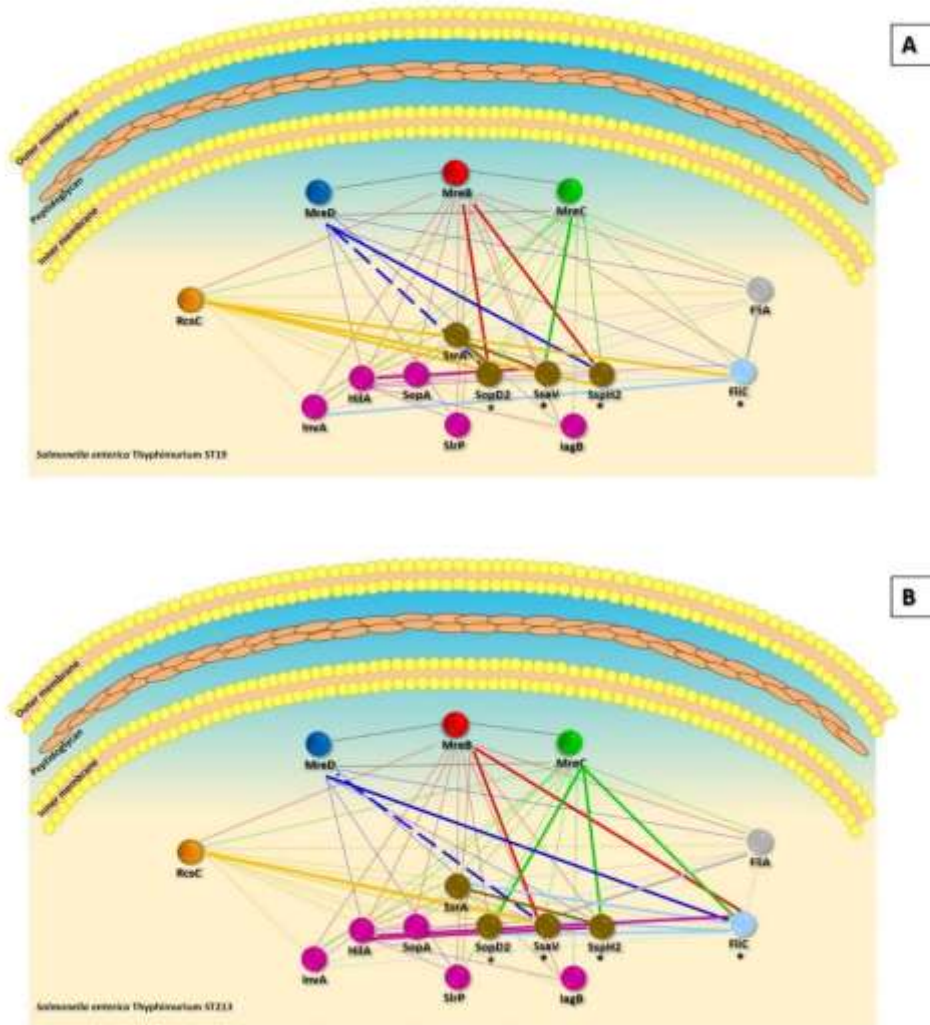 A
Outer membrane
Peptidoglycan
Inner membrane
MreD
MreB
MreC
RcsC
FliA
SsrA
HilA
SopA
SopD2
SsaV
SspH2
FliC
*
*
*
*
InvA
SlrP
IagB
Salmonella enterica Thyphimurium ST19
B
Outer membrane
Peptidoglycan
Inner membrane
MreD
MreB
MreC
RcsC
FliA
SsrA
HilA
SopA
SopD2
SsaV
SspH2
FliC
*
*
*
*
InvA
SlrP
IagB
Salmonella enterica Thyphimurium ST213